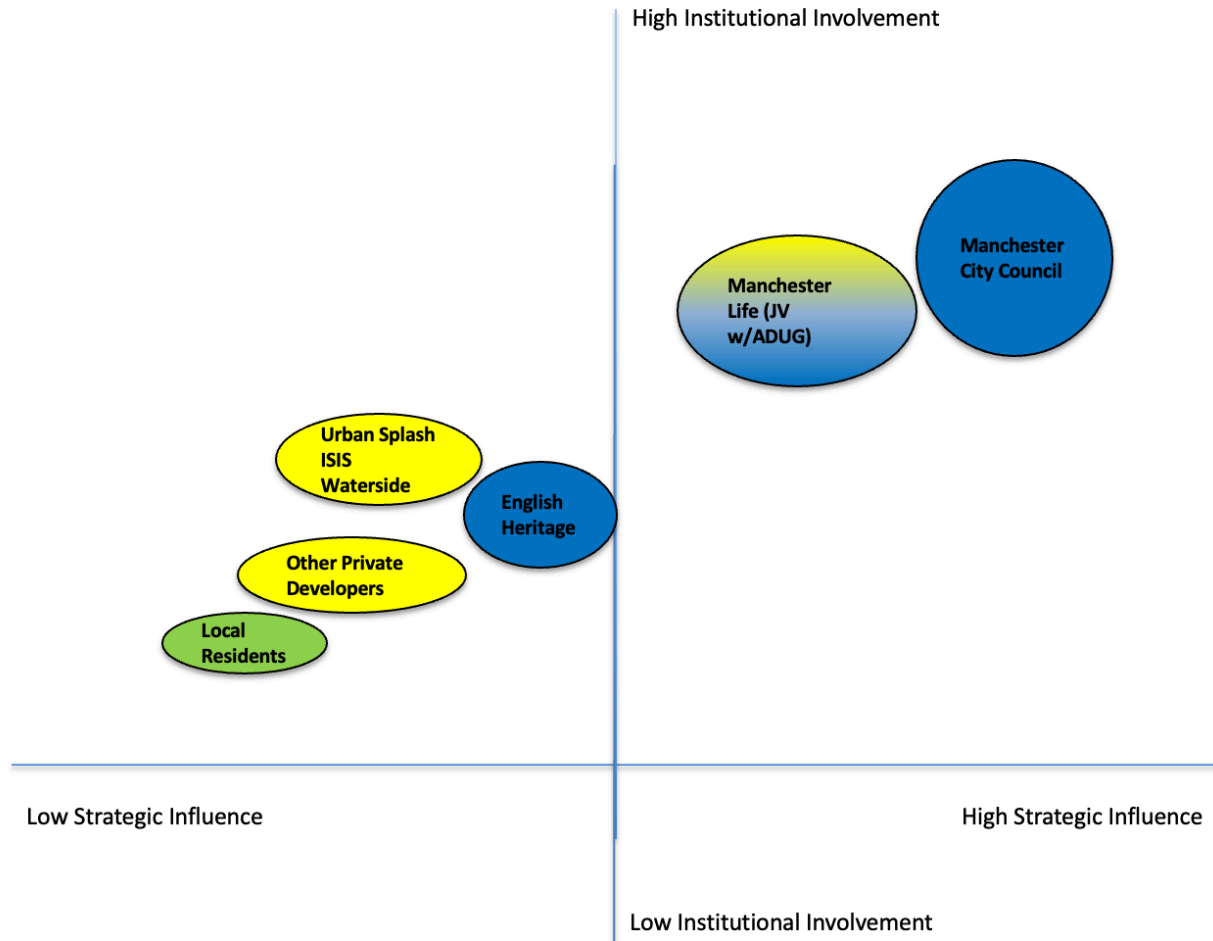 High Institutional Involvement
Manchester
City Council
Manchester
Life (JV
w/ADUG)
Urban Splash
ISIS
Waterside
English
Heritage
Other Private
Developers
Local
Residents
Low Strategic Influence
High Strategic Influence
Low Institutional Involvement